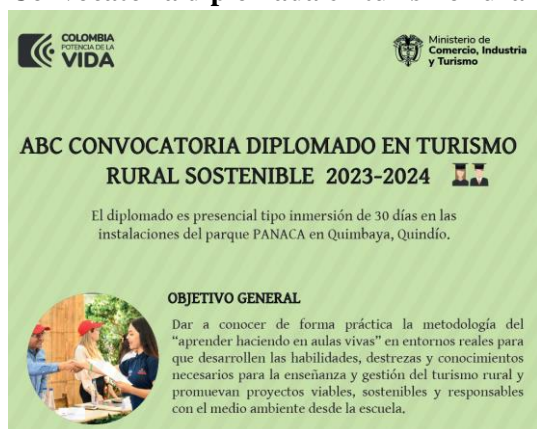 COLOMBIA
POTENCIA DE LA
VIDA
Ministerio de
Comercio, Industria
y Turismo
ABC CONVOCATORIA DIPLOMADO EN TURISMO
RURAL SOSTENIBLE 2023-2024
El diplomado es presencial tipo inmersión de 30 días en las
instalaciones del parque PANACA en Quimbaya, Quindío.
OBJETIVO GENERAL
Dar a conocer de forma práctica la metodología del
“aprender haciendo en aulas vivas” en entornos reales para
que desarrollen las habilidades, destrezas y conocimientos
necesarios para la enseñanza y gestión del turismo rural y
promuevan proyectos viables, sostenibles y responsables
con el medio ambiente desde la escuela.